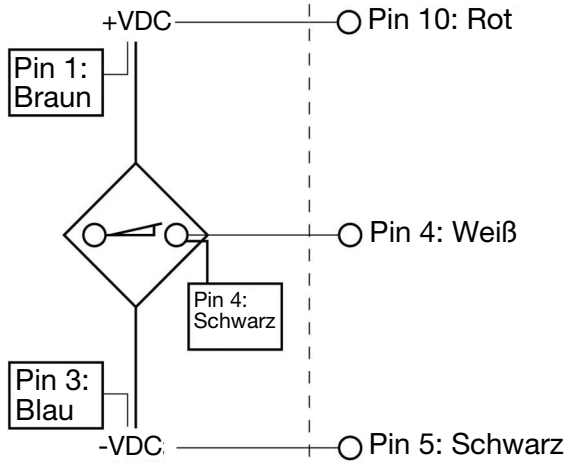 +VDC
Pin 10: Rot
Pin 1:
Braun
Pin 4: Weiß
Pin 4:
Schwarz
Pin 3:
Blau
-VDC
Pin 5: Schwarz